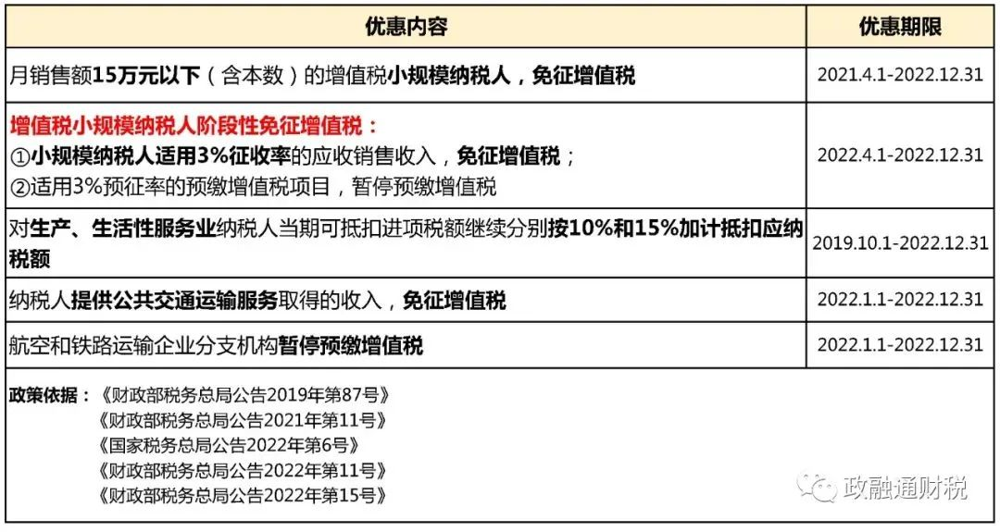 优惠内容 优惠期限
月销售额15万元以下（含本数）的增值税小规模纳税人，免征增值税 2021.4.1-2022.12.31
增值税小规模纳税人阶段性免征增值税：
①小规模纳税人适用3%征收率的应收销售收入，免征增值税；
②适用3%预征率的预缴增值税项目，暂停预缴增值税
2022.4.1-2022.12.31
对生产、生活性服务业纳税人当期可抵扣进项税额继续分别按10%和15%加计抵扣应纳
税额
2019.10.1-2022.12.31
纳税人提供公共交通运输服务取得的收入，免征增值税 2022.1.1-2022.12.31
航空和铁路运输企业分支机构暂停预缴增值税 2022.1.1-2022.12.31
政策依据：《财政部税务总局公告2019年第87号》
《财政部税务总局公告2021年第11号》
《国家税务总局公告2022年第6号》
《财政部税务总局公告2022年第11号》
《财政部税务总局公告2022年第15号》
政融通财税